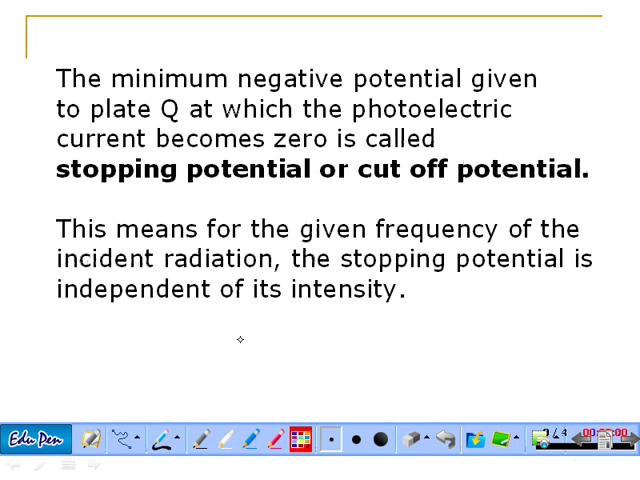 The minimum negative potential given
to plate Q at which the photoelectric
current becomes zero is called
stopping potential or cut off potential.
This means for the given frequency of the
incident radiation, the stopping potential is
independent of its intensity.
Edu Pen
/ 4